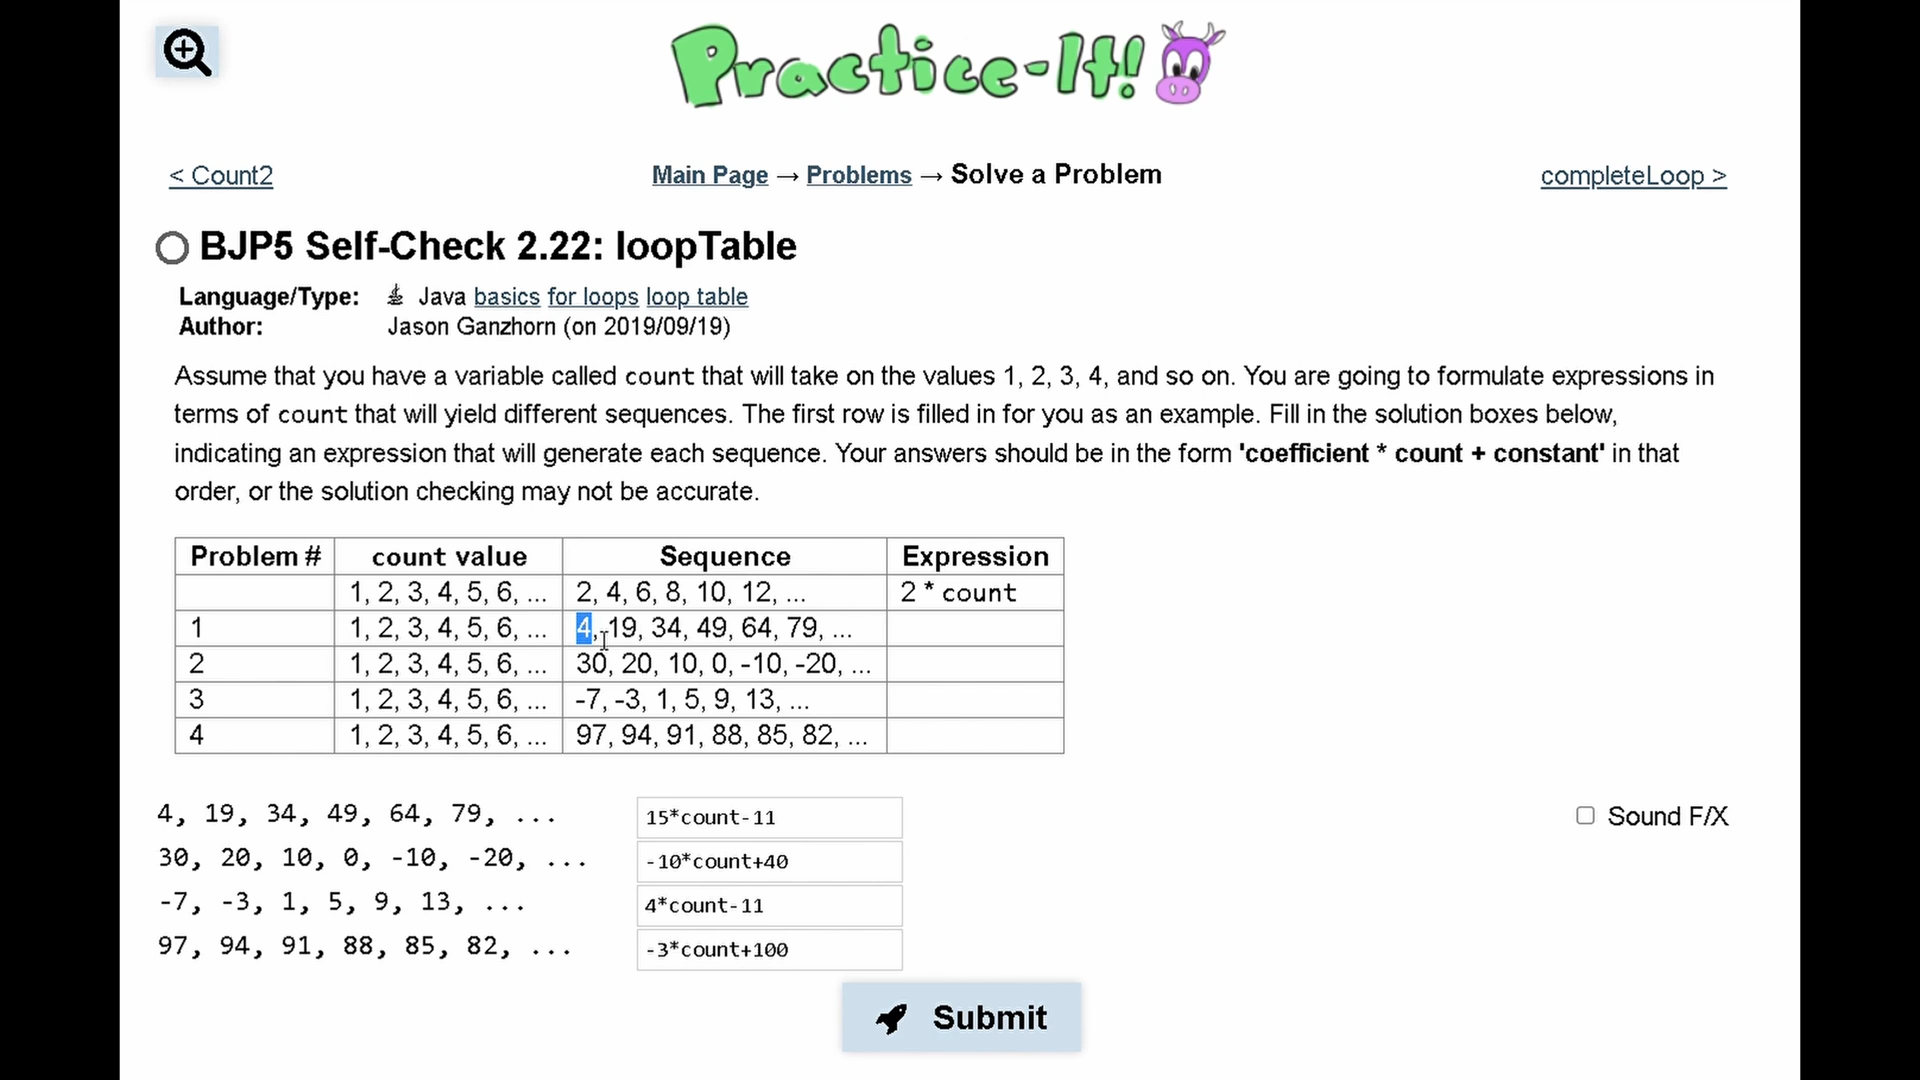 Practice-It!
< Count2
Main Page → Problems → Solve a Problem
completeLoop >
BJP5 Self-Check 2.22: loopTable
Language/Type: Java basics for loops loop table
Author: Jason Ganzhorn (on 2019/09/19)
Assume that you have a variable called count that will take on the values 1, 2, 3, 4, and so on. You are going to formulate expressions in
terms of count that will yield different sequences. The first row is filled in for you as an example. Fill in the solution boxes below,
indicating an expression that will generate each sequence. Your answers should be in the form 'coefficient * count + constant' in that
order, or the solution checking may not be accurate.
Problem # count value Sequence Expression
1, 2, 3, 4, 5, 6, ... 2, 4, 6, 8, 10, 12, ... 2 * count
1 1, 2, 3, 4, 5, 6, ... 4, 19, 34, 49, 64, 79, ...
2 1, 2, 3, 4, 5, 6, ... 30, 20, 10, 0, -10, -20, ...
3 1, 2, 3, 4, 5, 6, ... -7, -3, 1, 5, 9, 13, ...
4 1, 2, 3, 4, 5, 6, ... 97, 94, 91, 88, 85, 82, ...
4, 19, 34, 49, 64, 79, ... 15*count-11
Sound F/X
30, 20, 10, 0, -10, -20, ... -10*count+40
-7, -3, 1, 5, 9, 13, ... 4*count-11
97, 94, 91, 88, 85, 82, ... -3*count+100
Submit